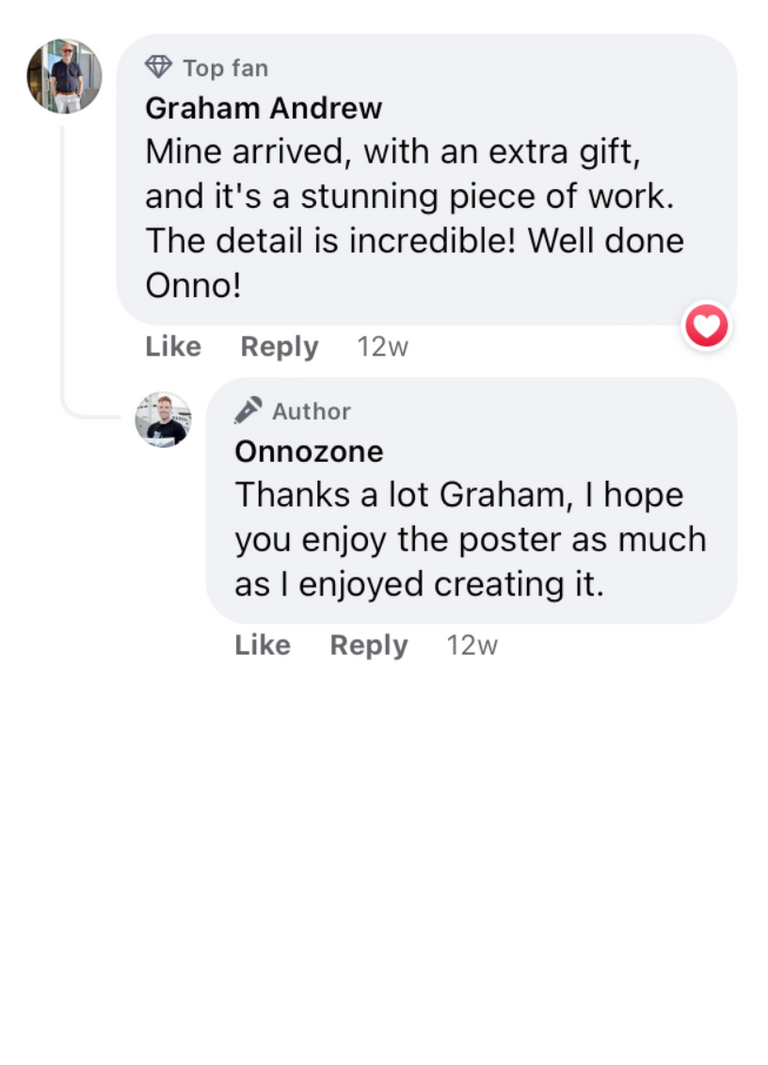 Top fan
Graham Andrew
Mine arrived, with an extra gift,
and it's a stunning piece of work.
The detail is incredible! Well done
Onno!
Like Reply 12w
Author
Onnozone
Thanks a lot Graham, I hope
you enjoy the poster as much
as I enjoyed creating it.
Like Reply 12w